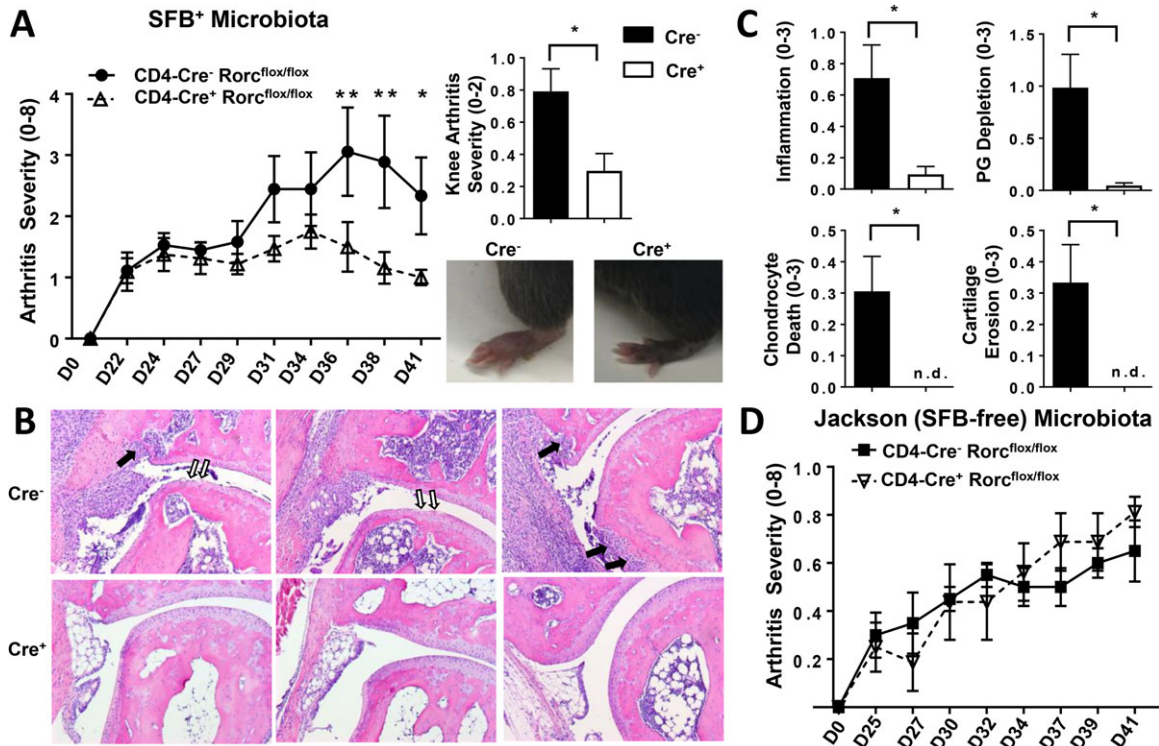 A
SFB⁺ Microbiota
CD4-Cre⁻ Rorc^flox/flox
CD4-Cre⁺ Rorc^flox/flox
Arthritis Severity (0-8)
4
3
2
1
0
** ** *
D0 D22 D24 D27 D29 D31 D34 D36 D38 D41
Knee Arthritis
Severity (0-2)
1.0
0.8
0.6
0.4
0.2
0.0
*
Cre⁻
Cre⁺
Cre⁻ Cre⁺
B
Cre⁻
Cre⁺
C
Inflammation (0-3)
1.0
0.8
0.6
0.4
0.2
0.0
*
PG Depletion (0-3)
1.5
1.0
0.5
0.0
*
Chondrocyte
Death (0-3)
0.5
0.4
0.3
0.2
0.1
0.0
*
n.d.
Cartilage
Erosion (0-3)
0.5
0.4
0.3
0.2
0.1
0.0
*
n.d.
D
Jackson (SFB-free) Microbiota
CD4-Cre⁻ Rorc^flox/flox
CD4-Cre⁺ Rorc^flox/flox
Arthritis Severity (0-8)
1.0
0.8
0.6
0.4
0.2
D0 D25 D27 D30 D32 D34 D37 D39 D41